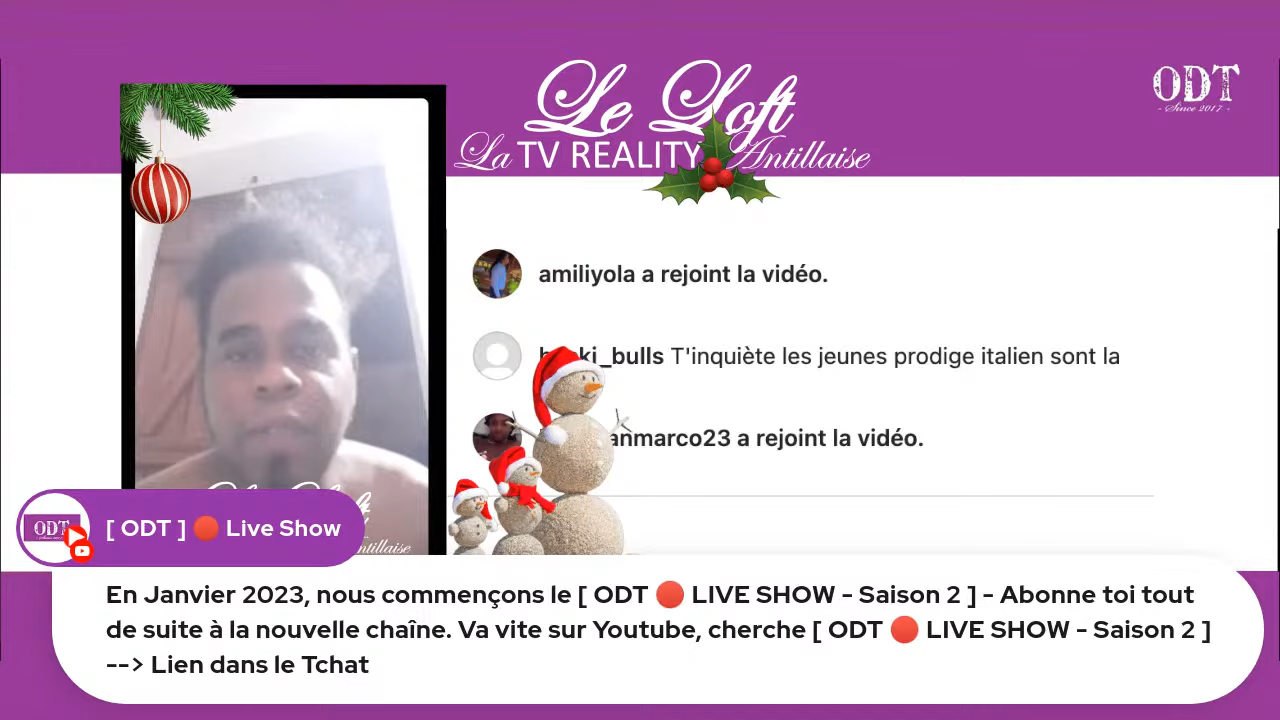 Le Loft
ODT
- Since 2017 -
La TV REALITY Antillaise
amiliyola a rejoint la vidéo.
T'inquiète les jeunes prodige italien sont la
anmarco23 a rejoint la vidéo.
ODT
[ ODT ] 🔴 Live Show
ntillaise
En Janvier 2023, nous commençons le [ ODT 🔴 LIVE SHOW - Saison 2 ] - Abonne toi tout
de suite à la nouvelle chaîne. Va vite sur Youtube, cherche [ ODT 🔴 LIVE SHOW - Saison 2 ]
--> Lien dans le Tchat